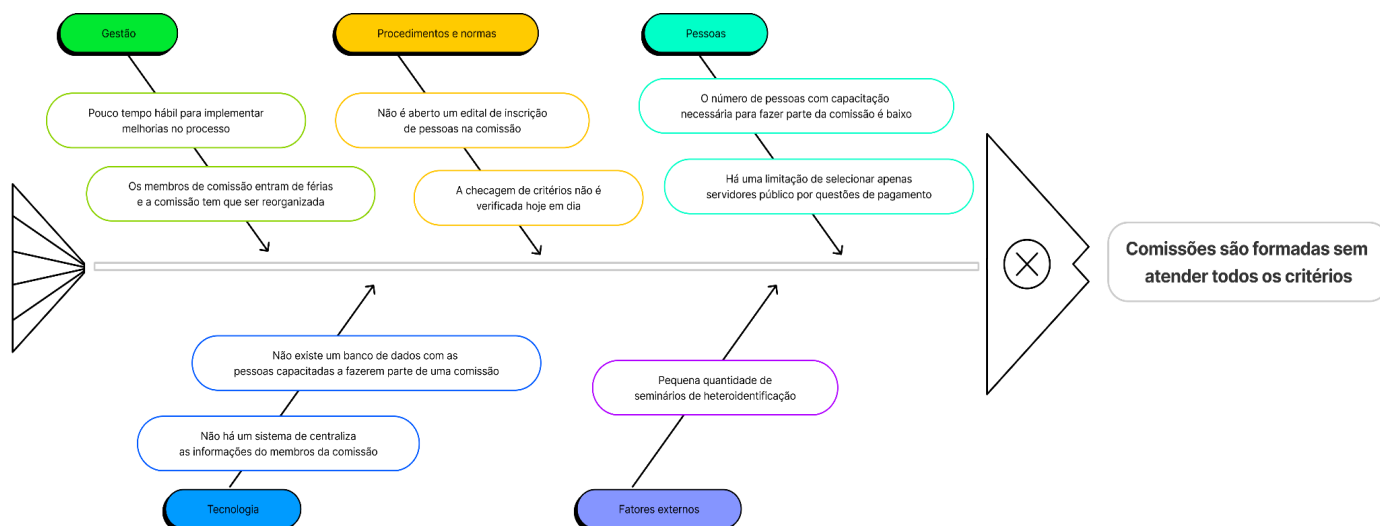 Gestão
Procedimentos e normas
Pessoas
Pouco tempo hábil para implementar
melhorias no processo
Os membros de comissão entram de férias
e a comissão tem que ser reorganizada
Não é aberto um edital de inscrição
de pessoas na comissão
A checagem de critérios não é
verificada hoje em dia
O número de pessoas com capacitação
necessária para fazer parte da comissão é baixo
Há uma limitação de selecionar apenas
servidores público por questões de pagamento
Comissões são formadas sem
atender todos os critérios
Não existe um banco de dados com as
pessoas capacitadas a fazerem parte de uma comissão
Não há um sistema de centraliza
as informações do membros da comissão
Pequena quantidade de
seminários de heteroidentificação
Tecnologia
Fatores externos